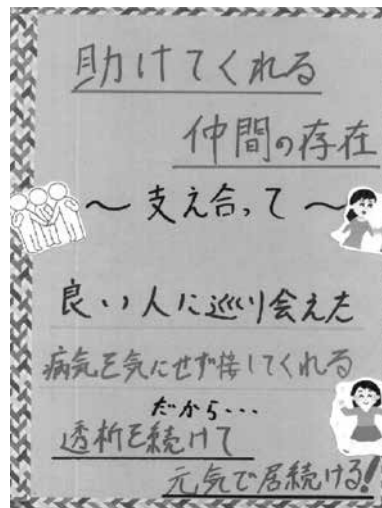 助けてくれる
仲間の存在
～支え合って～
良い人に巡り会えた
病気を気にせず接してくれる
だから…
透析を続けて
元気で居続ける!